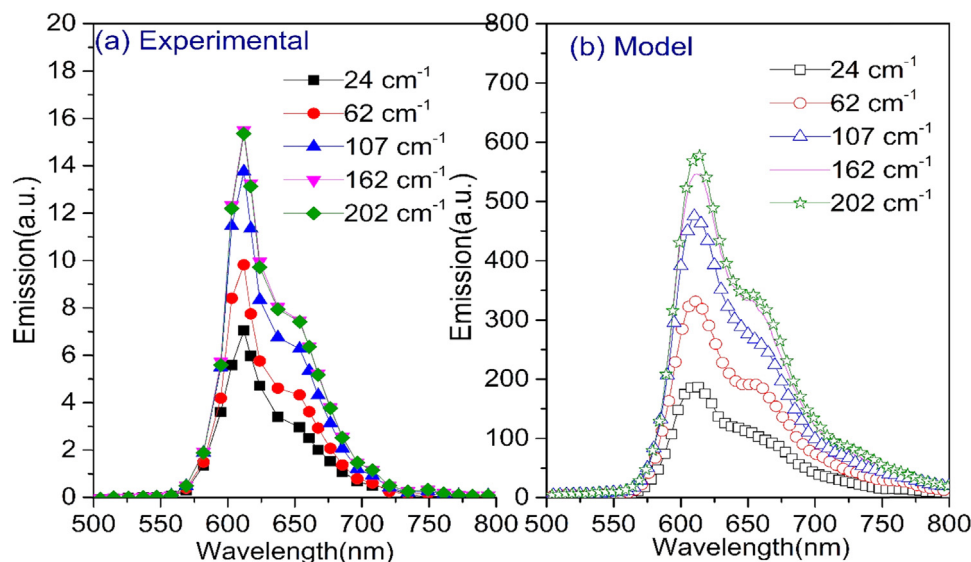 (a) Experimental
24 cm⁻¹
62 cm⁻¹
107 cm⁻¹
162 cm⁻¹
202 cm⁻¹
Emission(a.u.)
20
18
16
14
12
10
8
6
4
2
0
500 550 600 650 700 750 800
Wavelength(nm)
(b) Model
24 cm⁻¹
62 cm⁻¹
107 cm⁻¹
162 cm⁻¹
202 cm⁻¹
Emission(a.u.)
800
700
600
500
400
300
200
100
0
500 550 600 650 700 750 800
Wavelength(nm)